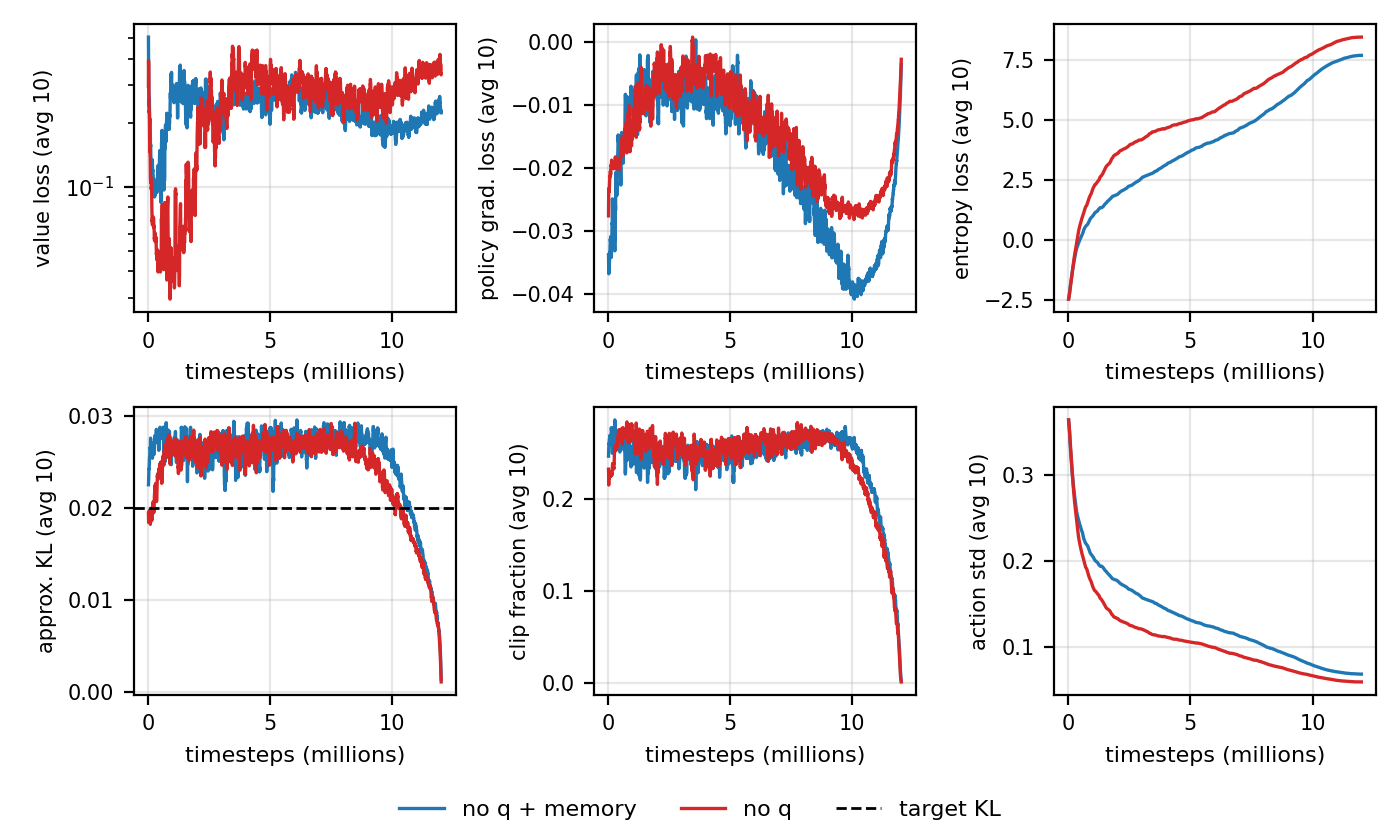 value loss (avg 10)
10⁻¹
0 5 10
timesteps (millions)
policy grad. loss (avg 10)
0.00
−0.01
−0.02
−0.03
−0.04
0 5 10
timesteps (millions)
entropy loss (avg 10)
7.5
5.0
2.5
0.0
−2.5
0 5 10
timesteps (millions)
approx. KL (avg 10)
0.03
0.02
0.01
0.00
0 5 10
timesteps (millions)
clip fraction (avg 10)
0.2
0.1
0.0
0 5 10
timesteps (millions)
action std (avg 10)
0.3
0.2
0.1
0 5 10
timesteps (millions)
no q + memory no q target KL